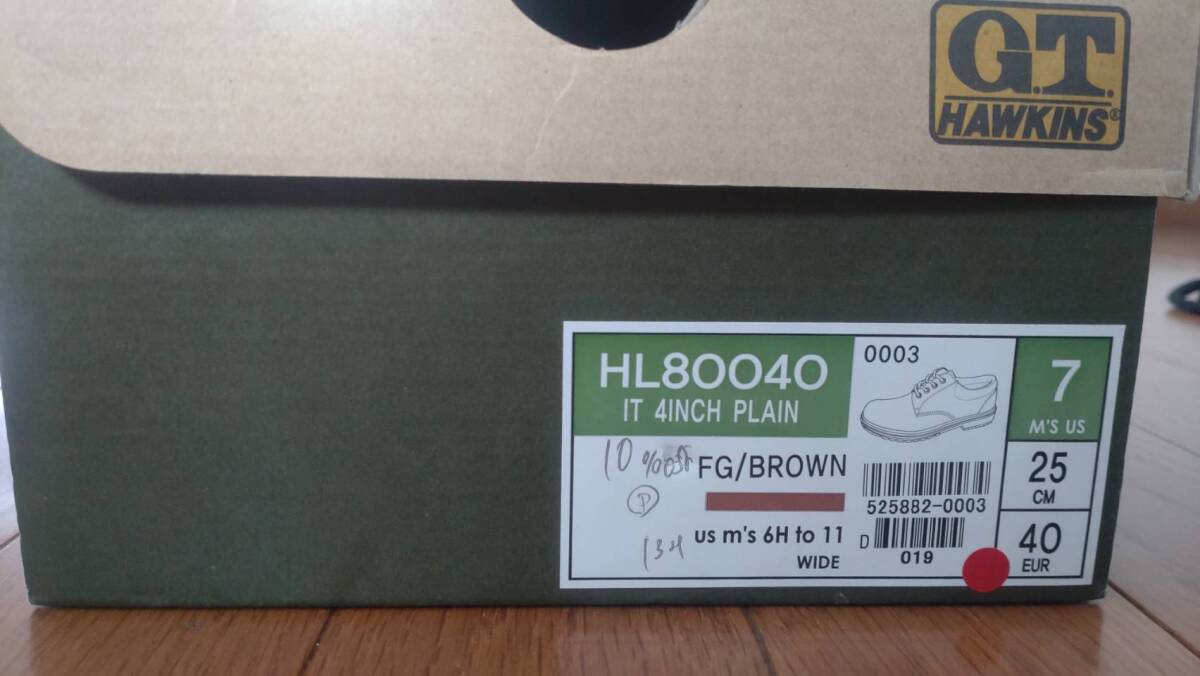 G.T.
HAWKINS®
HL80040
IT 4INCH PLAIN
0003
7
M'S US
10
FG/BROWN
25
CM
525882-0003
P
us m's 6H to 11
WIDE
D
019
40
EUR